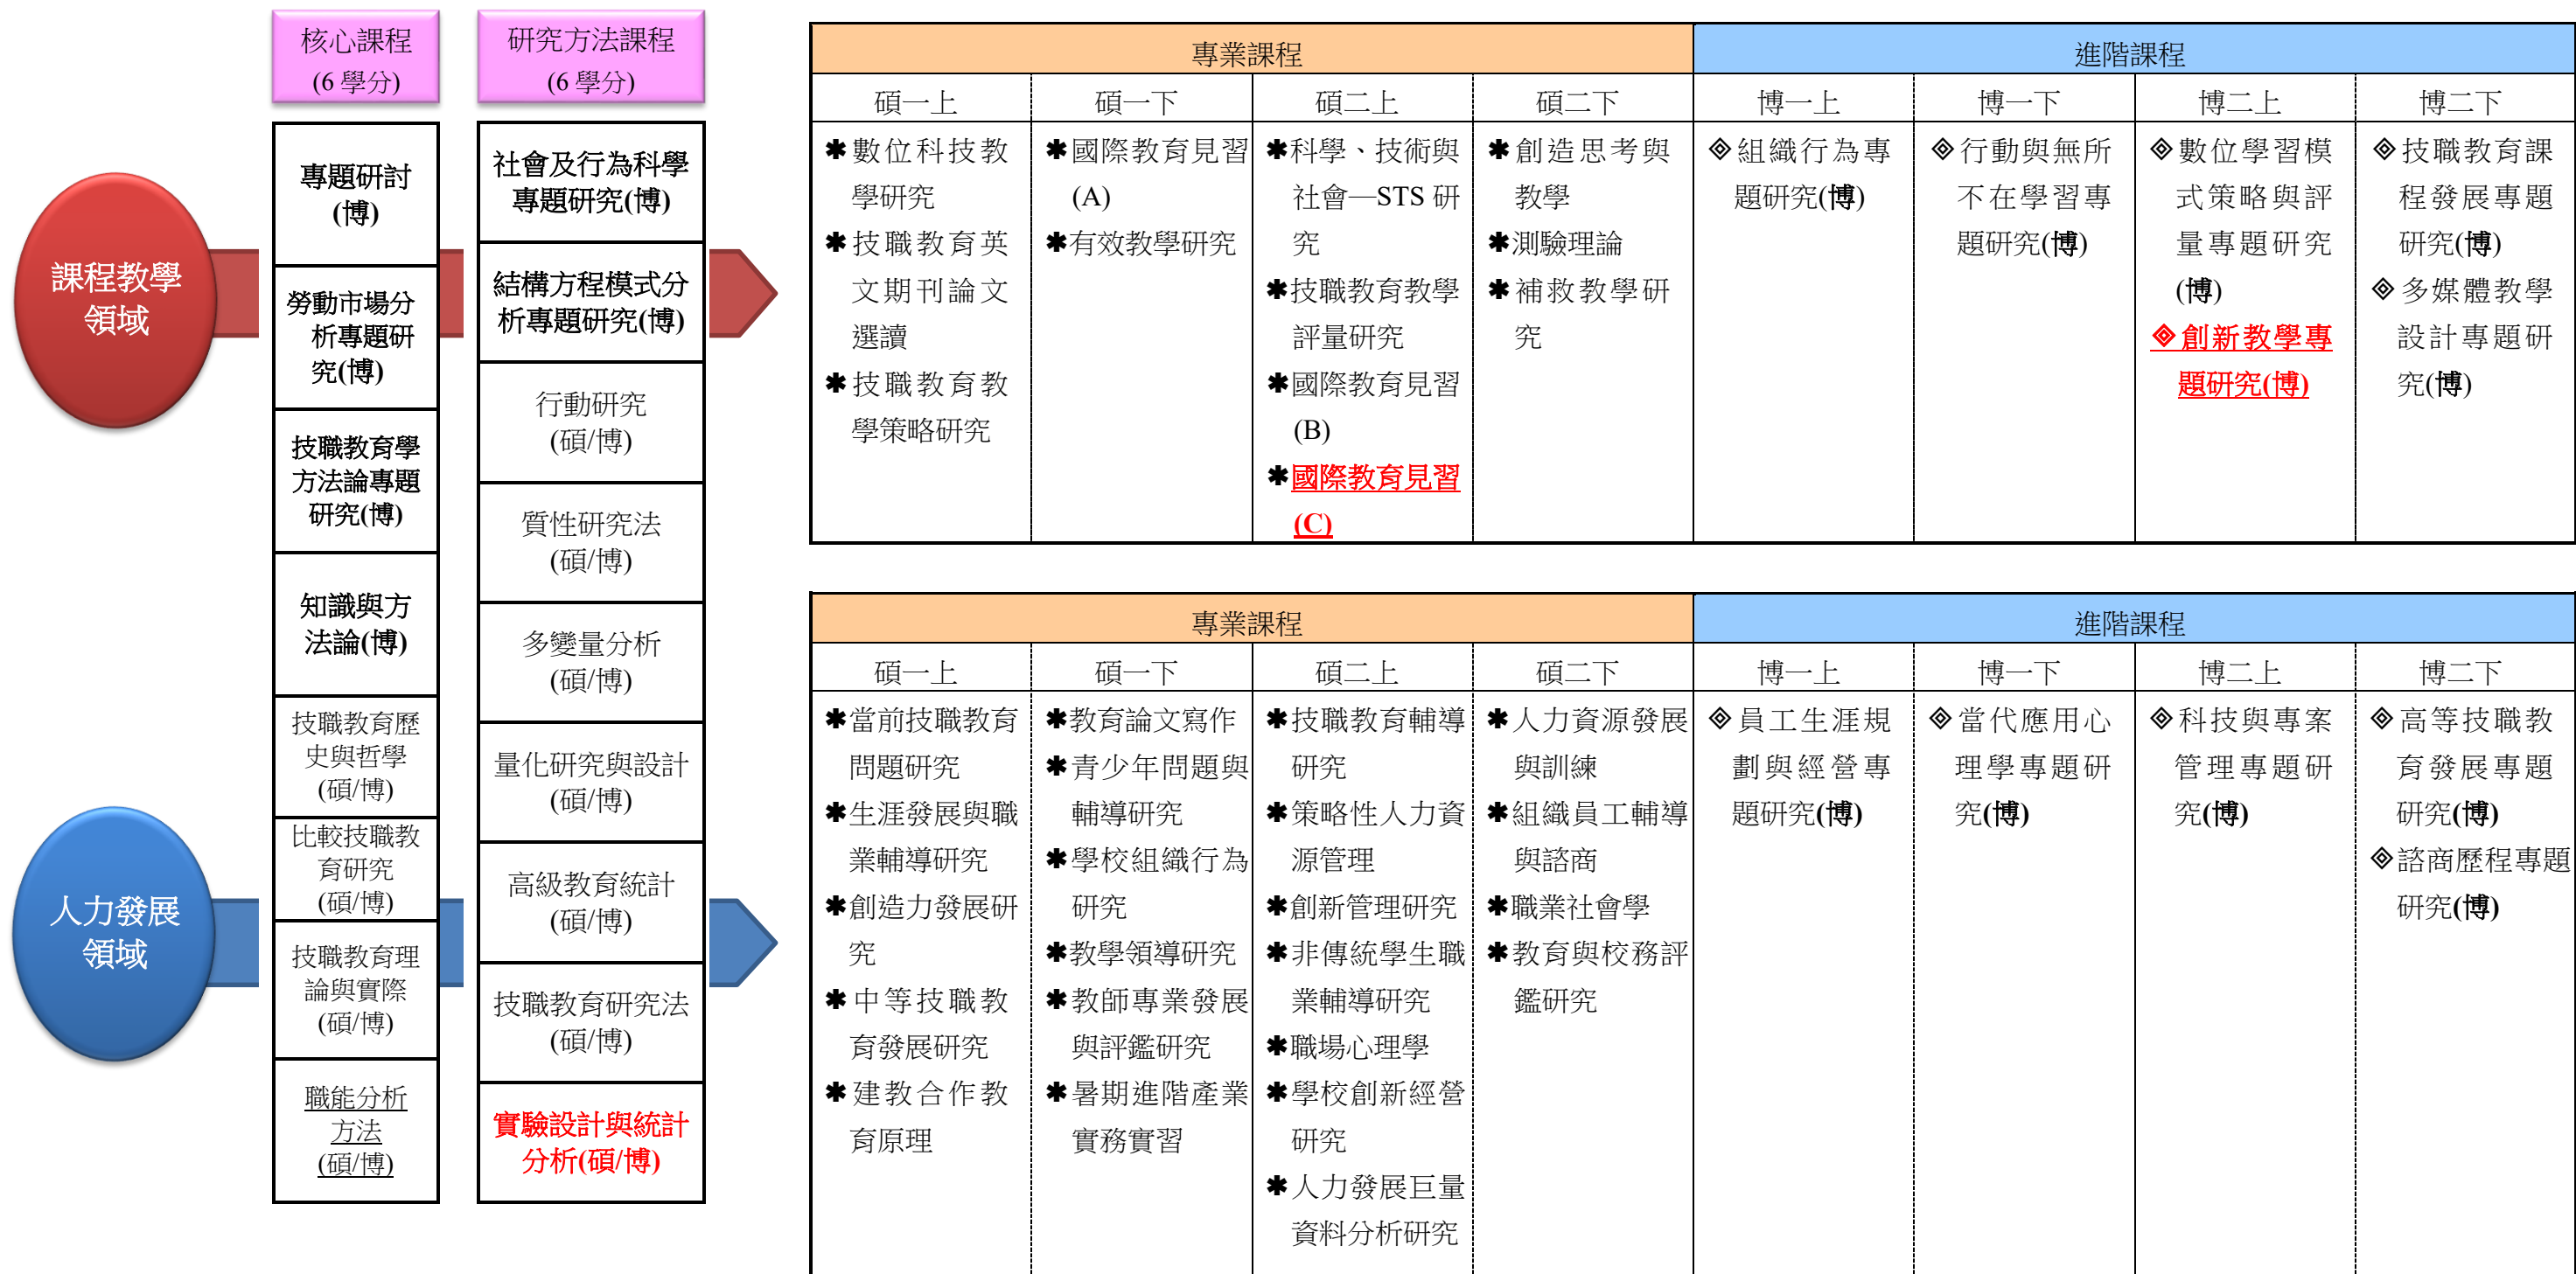 課程教學
領域
人力發展
領域
核心課程
(6 學分)
專題研討
(博)
勞動市場分
析專題研
究(博)
技職教育學
方法論專題
研究(博)
知識與方
法論(博)
技職教育歷
史與哲學
(碩/博)
比較技職教
育研究
(碩/博)
技職教育理
論與實際
(碩/博)
職能分析
方法
(碩/博)
研究方法課程
(6 學分)
社會及行為科學
專題研究(博)
結構方程模式分
析專題研究(博)
行動研究
(碩/博)
質性研究法
(碩/博)
多變量分析
(碩/博)
量化研究與設計
(碩/博)
高級教育統計
(碩/博)
技職教育研究法
(碩/博)
實驗設計與統計
分析(碩/博)
專業課程
進階課程
碩一上
碩一下
碩二上
碩二下
博一上
博一下
博二上
博二下
✱數位科技教
學研究
✱技職教育英
文期刊論文
選讀
✱技職教育教
學策略研究
✱國際教育見習
(A)
✱有效教學研究
✱科學、技術與
社會—STS 研
究
✱技職教育教學
評量研究
✱國際教育見習
(B)
✱國際教育見習
(C)
✱創造思考與
教學
✱測驗理論
✱補救教學研
究
◈組織行為專
題研究(博)
◈行動與無所
不在學習專
題研究(博)
◈數位學習模
式策略與評
量專題研究
(博)
◈創新教學專
題研究(博)
◈技職教育課
程發展專題
研究(博)
◈多媒體教學
設計專題研
究(博)
專業課程
進階課程
碩一上
碩一下
碩二上
碩二下
博一上
博一下
博二上
博二下
✱當前技職教育
問題研究
✱生涯發展與職
業輔導研究
✱創造力發展研
究
✱中等技職教
育發展研究
✱建教合作教
育原理
✱教育論文寫作
✱青少年問題與
輔導研究
✱學校組織行為
研究
✱教學領導研究
✱教師專業發展
與評鑑研究
✱暑期進階產業
實務實習
✱技職教育輔導
研究
✱策略性人力資
源管理
✱創新管理研究
✱非傳統學生職
業輔導研究
✱職場心理學
✱學校創新經營
研究
✱人力發展巨量
資料分析研究
✱人力資源發展
與訓練
✱組織員工輔導
與諮商
✱職業社會學
✱教育與校務評
鑑研究
◈員工生涯規
劃與經營專
題研究(博)
◈當代應用心
理學專題研
究(博)
◈科技與專案
管理專題研
究(博)
◈高等技職教
育發展專題
研究(博)
◈諮商歷程專題
研究(博)